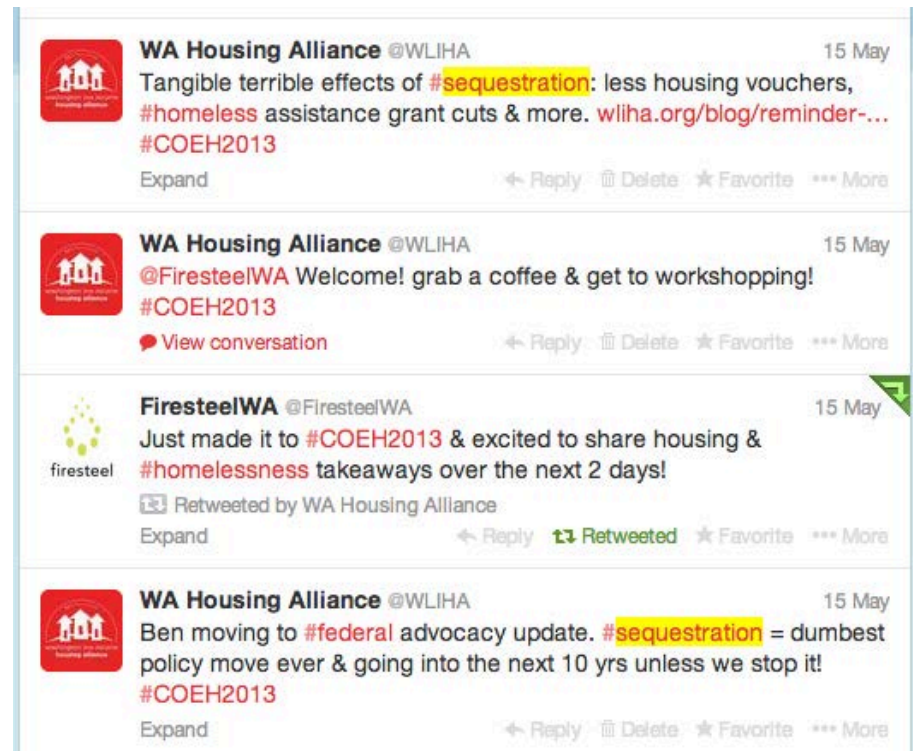 WA Housing Alliance @WLIHA 15 May
Tangible terrible effects of #sequestration: less housing vouchers,
#homeless assistance grant cuts & more. wliha.org/blog/reminder-...
#COEH2013
Expand Reply Delete Favorite More
WA Housing Alliance @WLIHA 15 May
@FiresteelWA Welcome! grab a coffee & get to workshopping!
#COEH2013
View conversation Reply Delete Favorite More
FiresteelWA @FiresteelWA 15 May
Just made it to #COEH2013 & excited to share housing &
firesteel #homelessness takeaways over the next 2 days!
Retweeted by WA Housing Alliance
Expand Reply Retweeted Favorite More
WA Housing Alliance @WLIHA 15 May
Ben moving to #federal advocacy update. #sequestration = dumbest
policy move ever & going into the next 10 yrs unless we stop it!
#COEH2013
Expand Reply Delete Favorite More